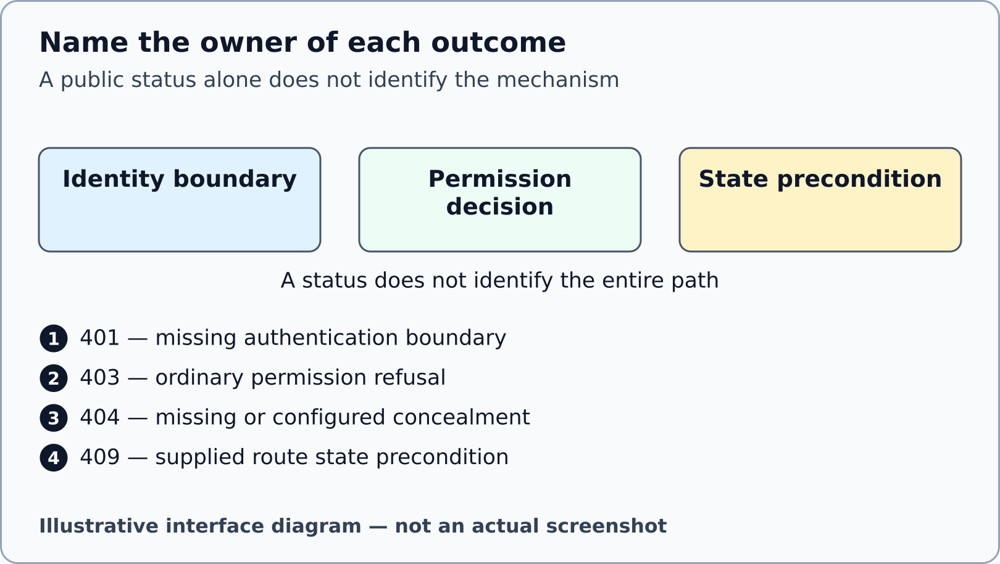 Name the owner of each outcome
A public status alone does not identify the mechanism
Identity boundary
Permission
decision
State precondition
A status does not identify the entire path
1 401 — missing authentication boundary
2 403 — ordinary permission refusal
3 404 — missing or configured concealment
4 409 — supplied route state precondition
Illustrative interface diagram — not an actual screenshot